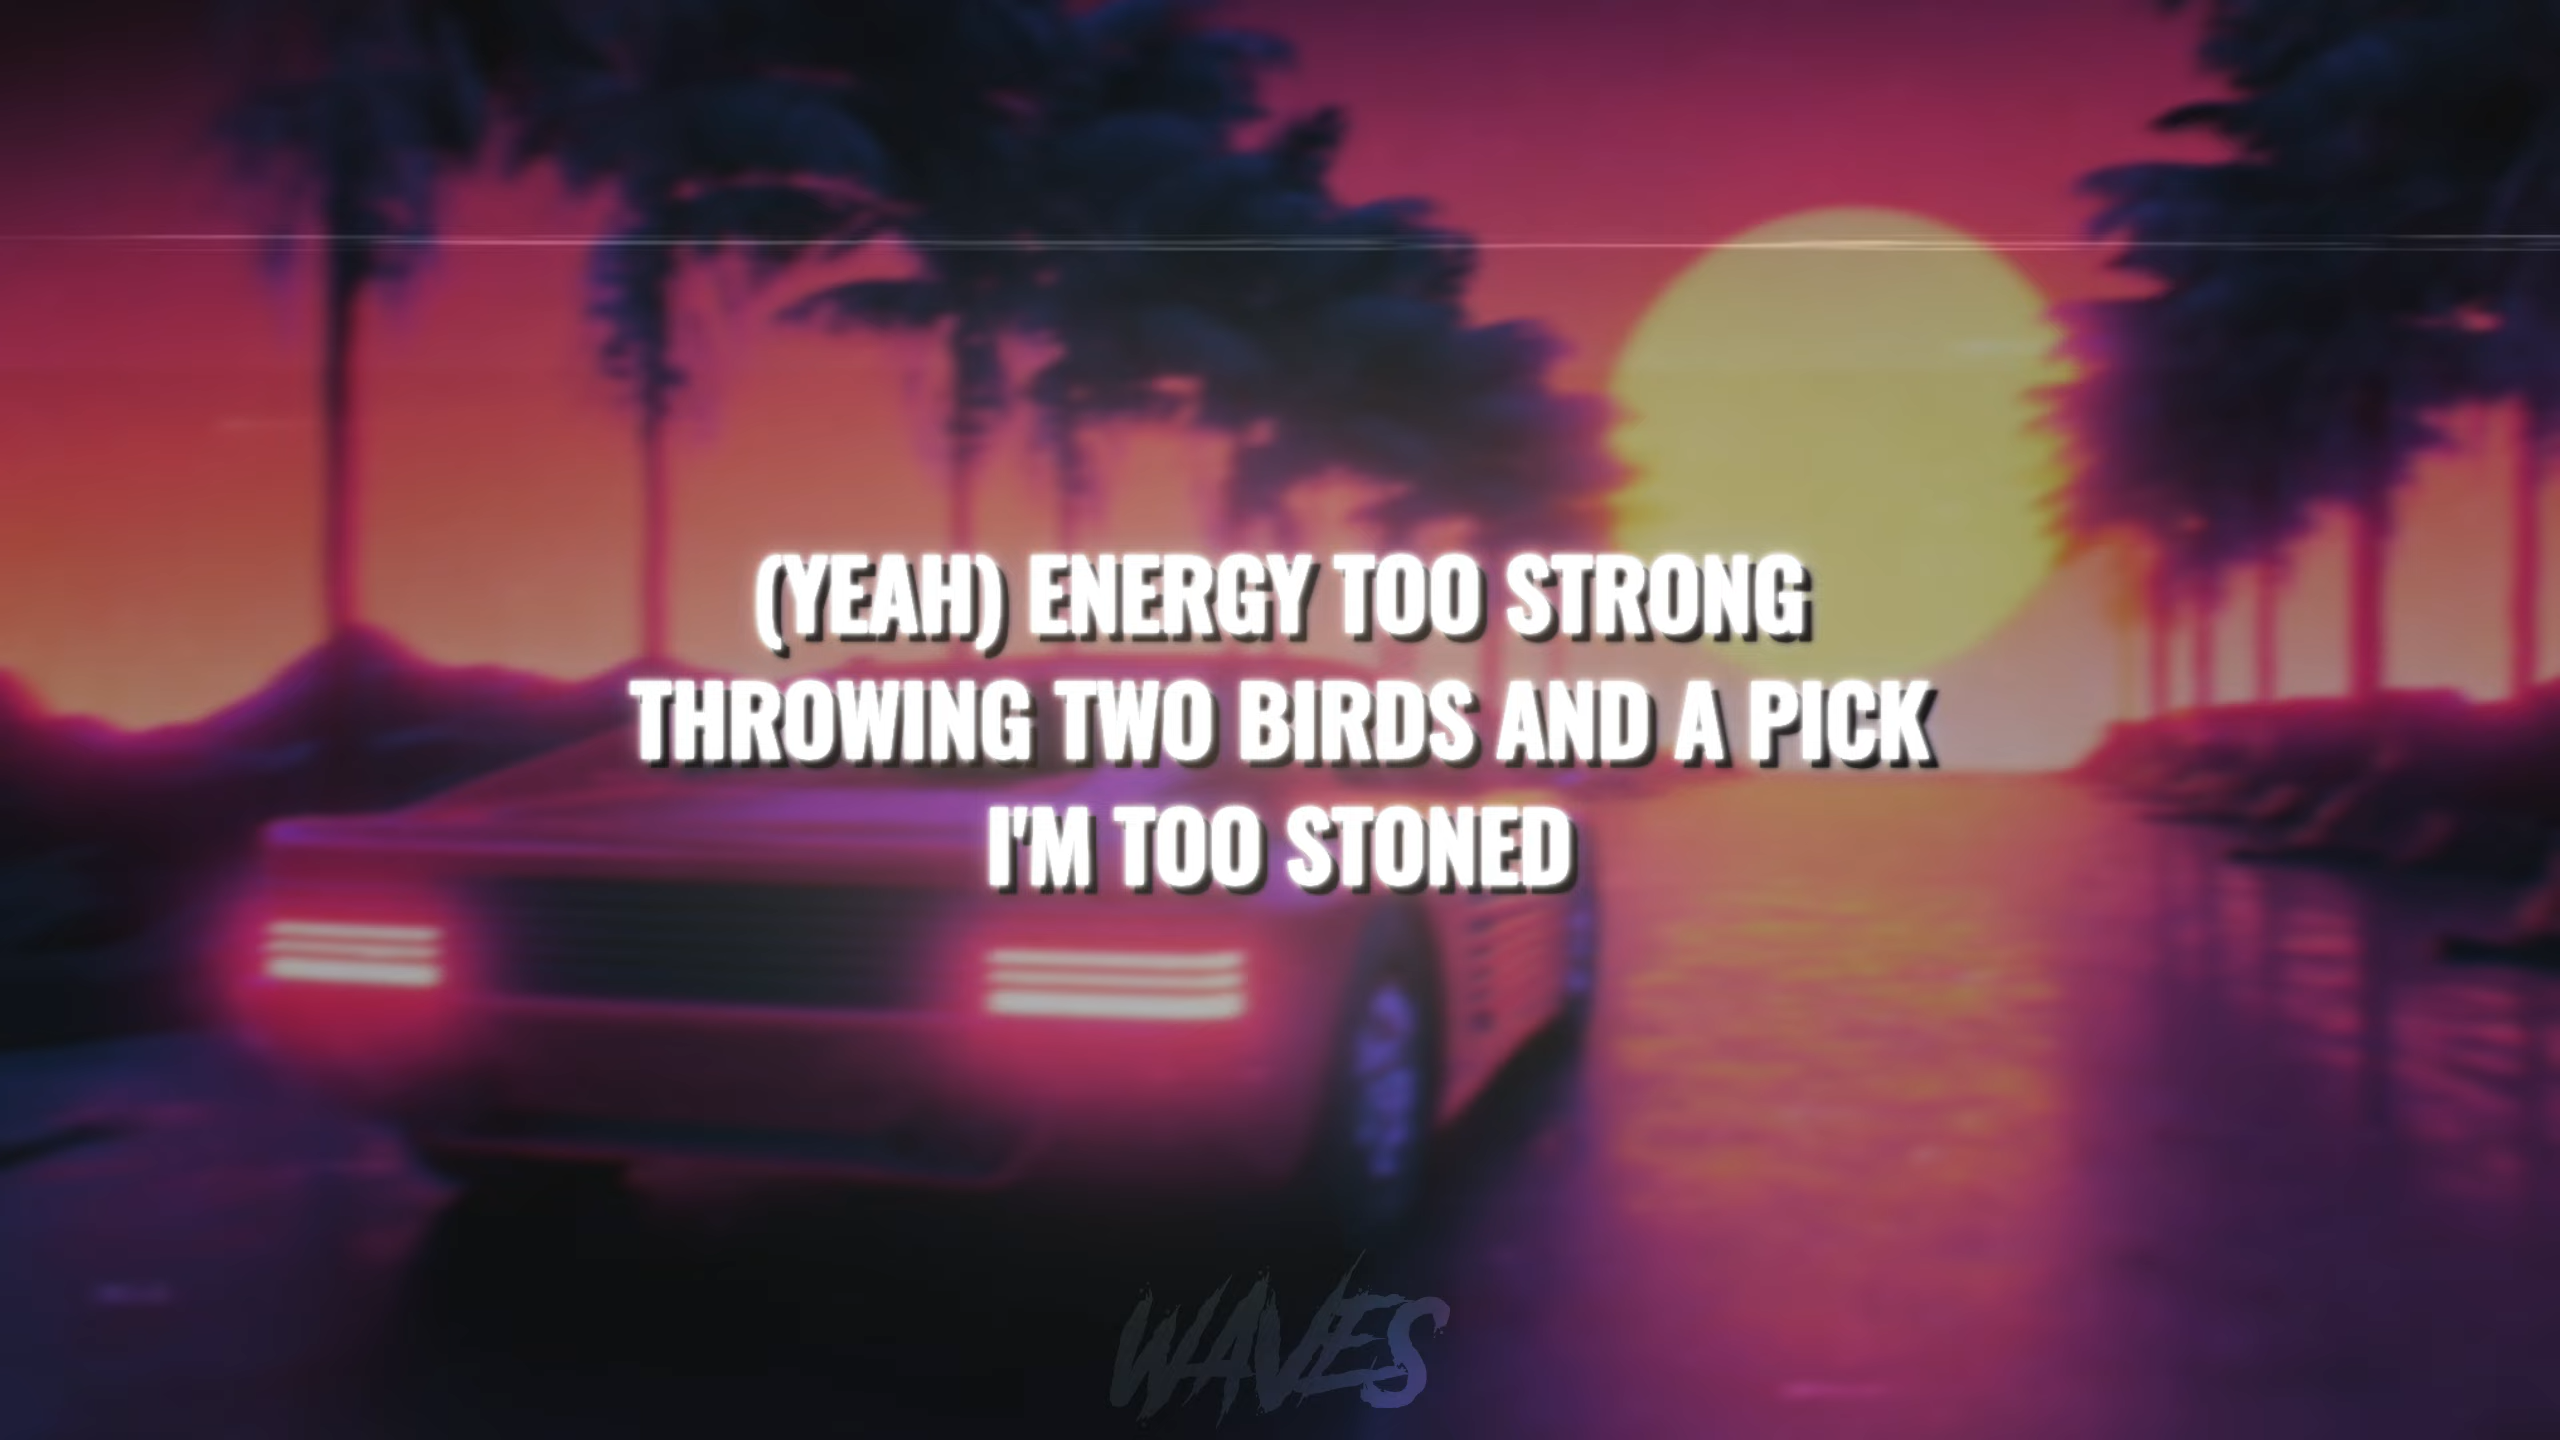 (YEAH) ENERGY TOO STRONG
THROWING TWO BIRDS AND A PICK
I'M TOO STONED
WAVES